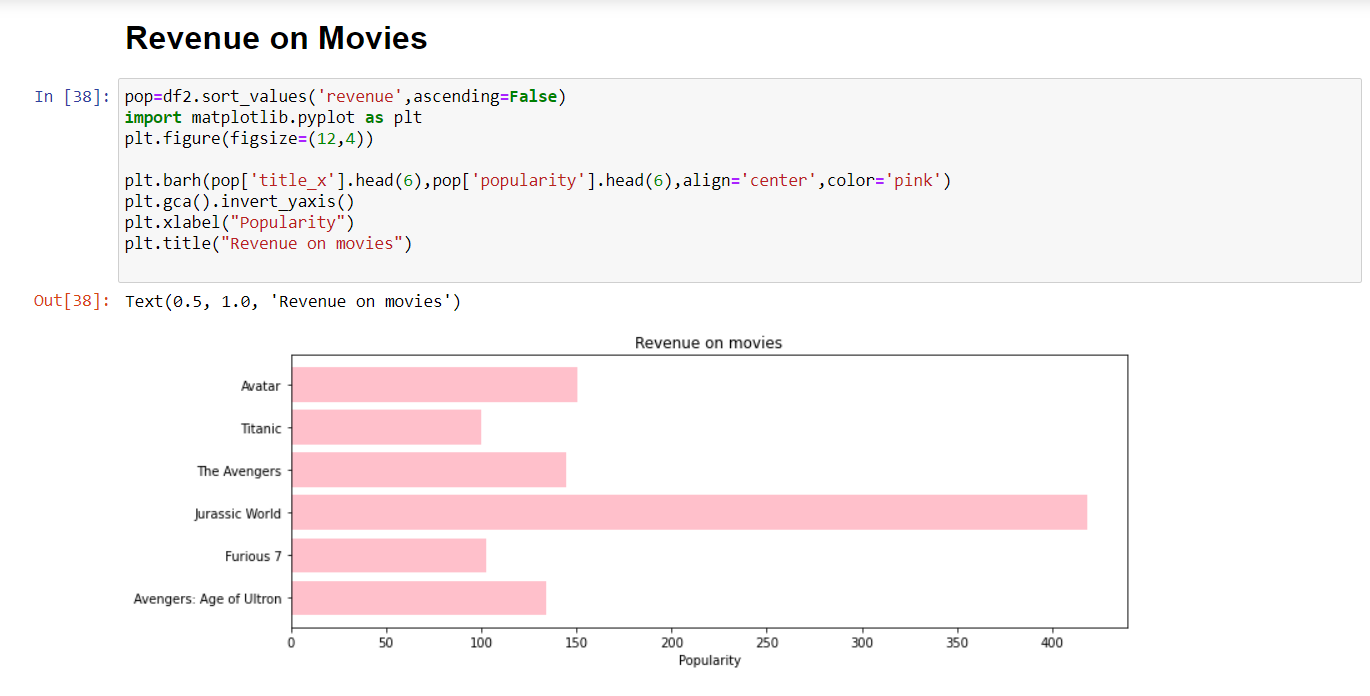 Revenue on Movies
In [38]: pop=df2.sort_values('revenue',ascending=False)
import matplotlib.pyplot as plt
plt.figure(figsize=(12,4))
plt.barh(pop['title_x'].head(6),pop['popularity'].head(6),align='center',color='pink')
plt.gca().invert_yaxis()
plt.xlabel("Popularity")
plt.title("Revenue on movies")
Out[38]: Text(0.5, 1.0, 'Revenue on movies')
Revenue on movies
Avatar
Titanic
The Avengers
Jurassic World
Furious 7
Avengers: Age of Ultron
0 50 100 150 200 250 300 350 400
Popularity